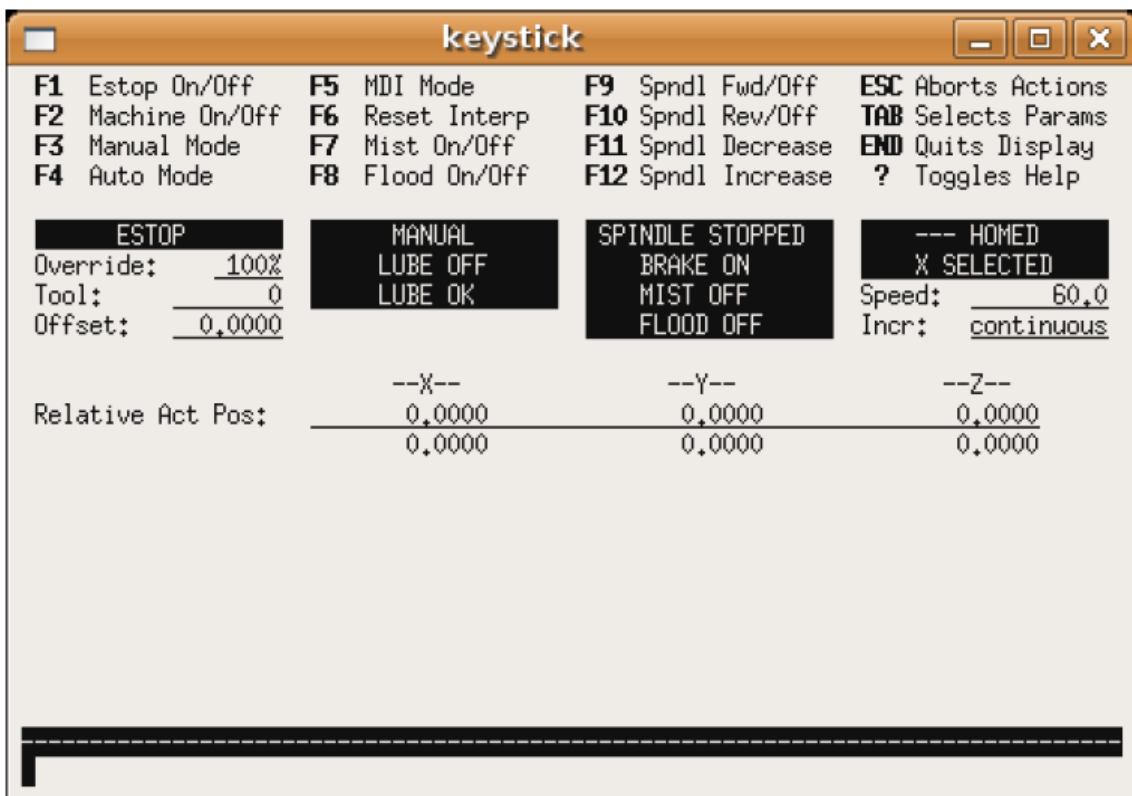 keystick
F1 Estop On/Off F5 MDI Mode F9 Spndl Fwd/Off ESC Aborts Actions
F2 Machine On/Off F6 Reset Interp F10 Spndl Rev/Off TAB Selects Params
F3 Manual Mode F7 Mist On/Off F11 Spndl Decrease END Quits Display
F4 Auto Mode F8 Flood On/Off F12 Spndl Increase ? Toggles Help
ESTOP MANUAL SPINDLE STOPPED --- HOMED
Override: 100% LUBE OFF BRAKE ON X SELECTED
Tool: 0 LUBE OK MIST OFF Speed: 60.0
Offset: 0.0000 FLOOD OFF Incr: continuous
--X-- --Y-- --Z--
Relative Act Pos: 0.0000 0.0000 0.0000
0.0000 0.0000 0.0000